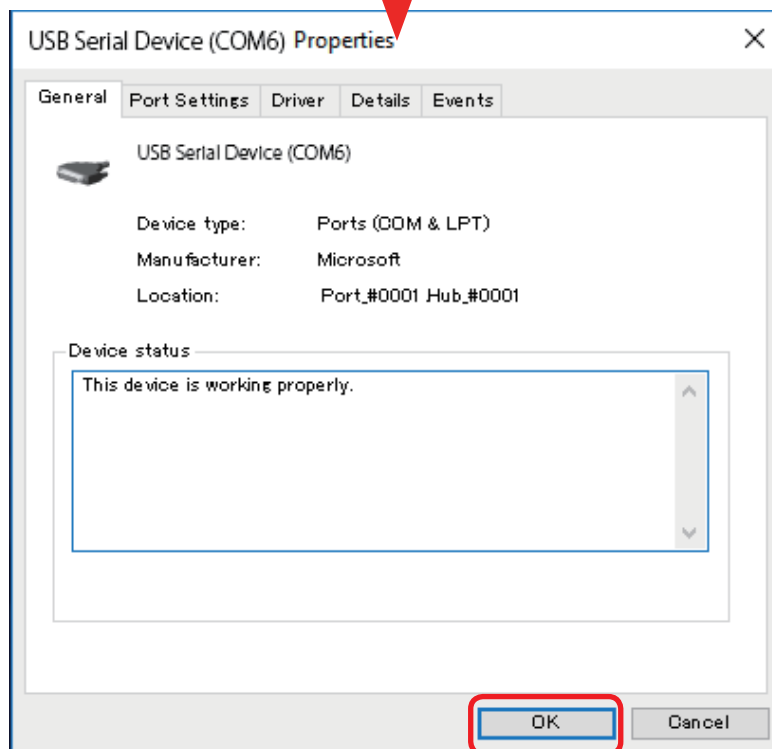 USB Serial Device (COM6) Properties
General Port Settings Driver Details Events
USB Serial Device (COM6)
Device type: Ports (COM & LPT)
Manufacturer: Microsoft
Location: Port_#0001 Hub_#0001
Device status
This device is working properly.
OK Cancel